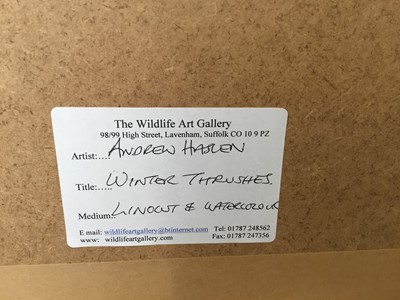 The Wildlife Art Gallery
98/99 High Street, Lavenham, Suffolk CO 10 9 PZ
Artist:.... ANDREW HASLEN
Title:.... WINTER THRUSHES.
Medium:.. LINOCUT & WATERCOLOUR
E mail: wildlifeartgallery@btinternet.com Tel: 01787 248562
www: wildlifeartgallery.com Fax: 01787 247356